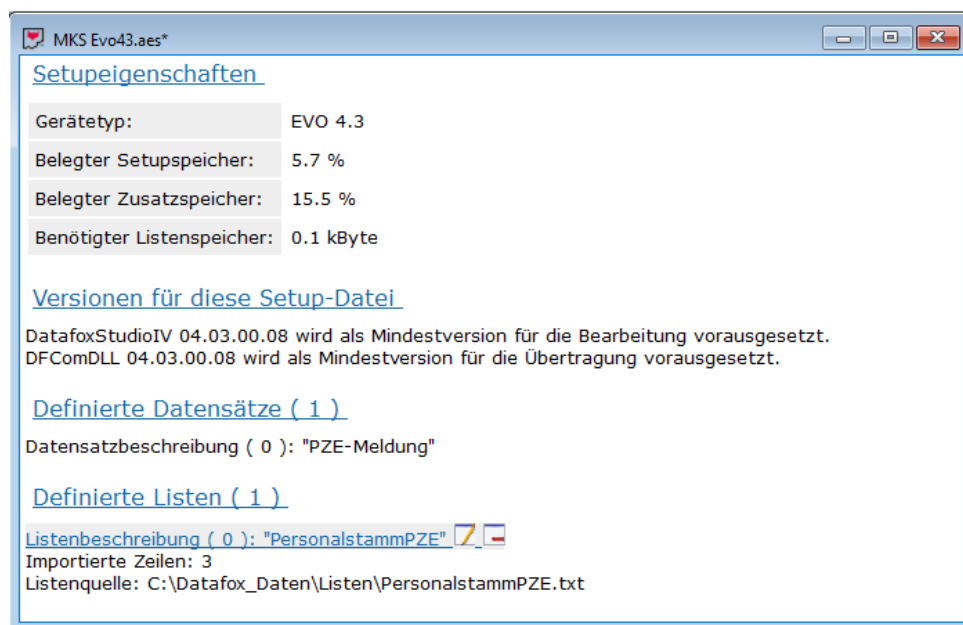 MKS Evo43.aes*
Setupeigenschaften
Gerätetyp: EVO 4.3
Belegter Setupspeicher: 5.7 %
Belegter Zusatzspeicher: 15.5 %
Benötigter Listenspeicher: 0.1 kByte
Versionen für diese Setup-Datei
DatafoxStudioIV 04.03.00.08 wird als Mindestversion für die Bearbeitung vorausgesetzt.
DFComDLL 04.03.00.08 wird als Mindestversion für die Übertragung vorausgesetzt.
Definierte Datensätze ( 1 )
Datensatzbeschreibung ( 0 ): "PZE-Meldung"
Definierte Listen ( 1 )
Listenbeschreibung ( 0 ): "PersonalstammPZE"
Importierte Zeilen: 3
Listenquelle: C:\Datafox_Daten\Listen\PersonalstammPZE.txt